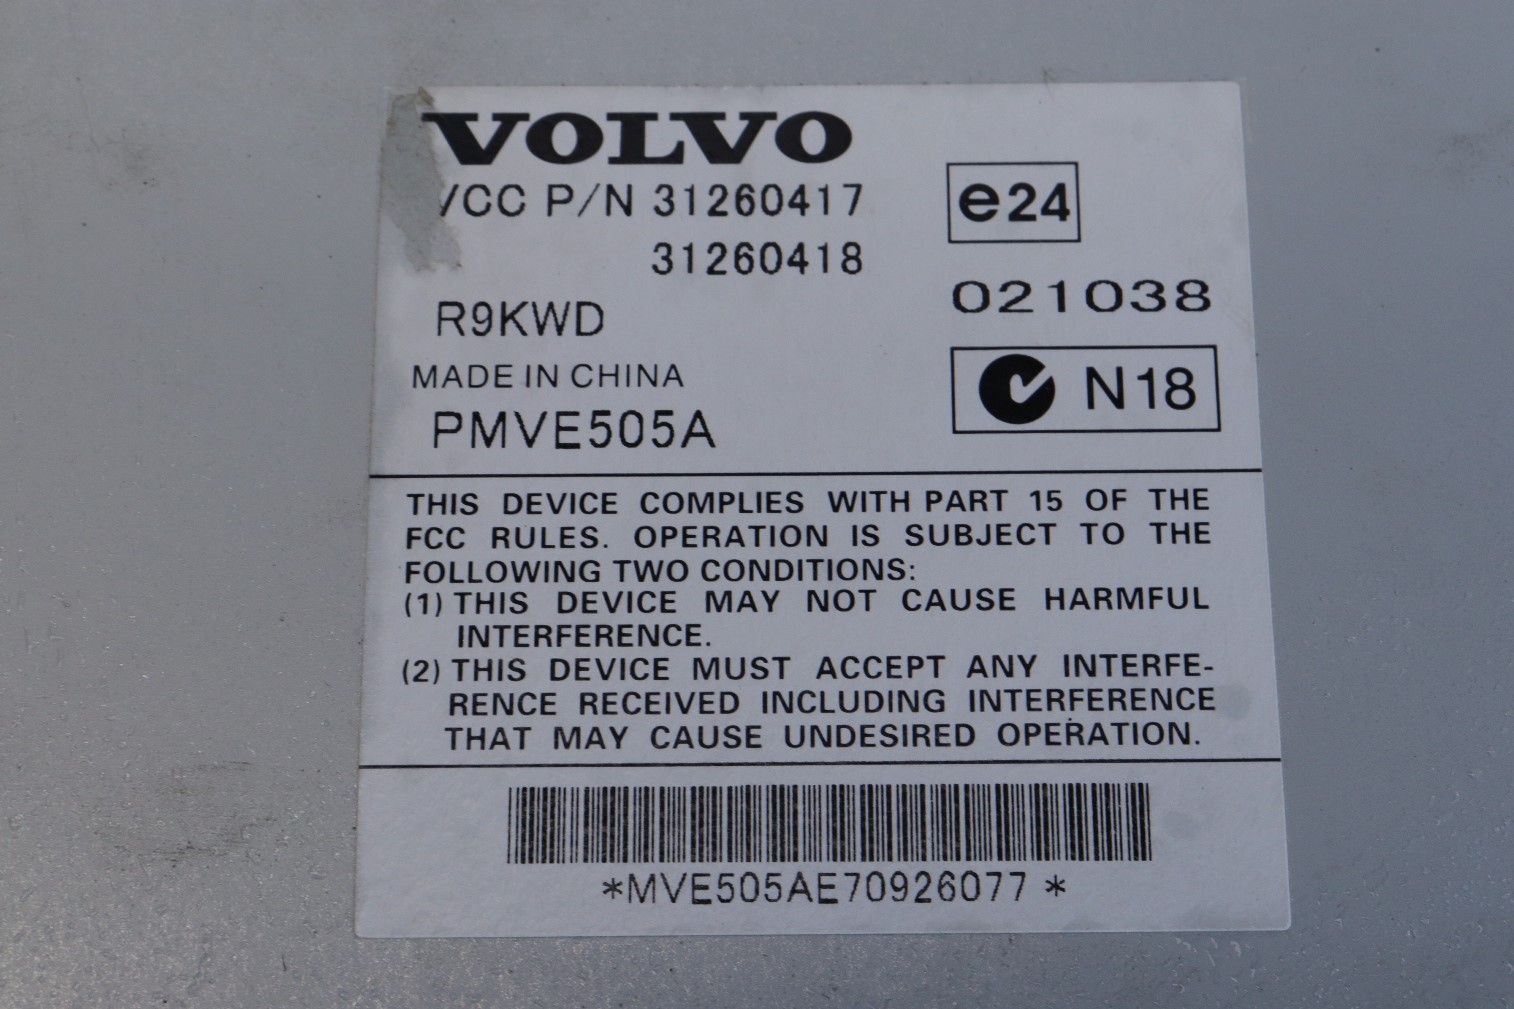 VOLVO
VCC P/N 31260417
31260418
R9KWD
MADE IN CHINA
PMVE505A
e24
021038
N18
THIS DEVICE COMPLIES WITH PART 15 OF THE
FCC RULES. OPERATION IS SUBJECT TO THE
FOLLOWING TWO CONDITIONS:
(1) THIS DEVICE MAY NOT CAUSE HARMFUL
INTERFERENCE.
(2) THIS DEVICE MUST ACCEPT ANY INTERFE-
RENCE RECEIVED INCLUDING INTERFERENCE
THAT MAY CAUSE UNDESIRED OPERATION.
*MVE505AE70926077 *